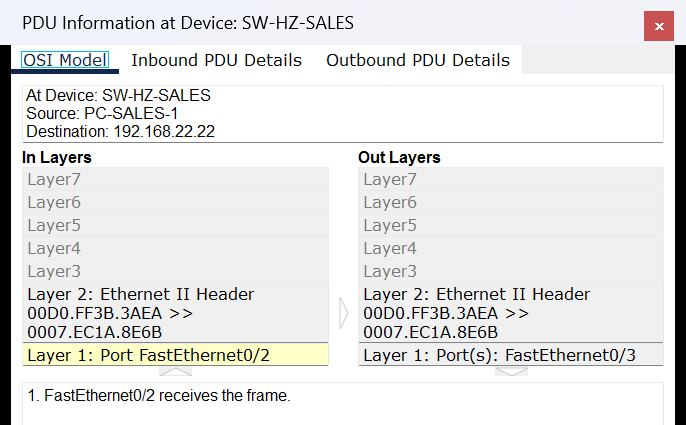 PDU Information at Device: SW-HZ-SALES
×
OSI Model Inbound PDU Details Outbound PDU Details
At Device: SW-HZ-SALES
Source: PC-SALES-1
Destination: 192.168.22.22
In Layers
Layer7
Layer6
Layer5
Layer4
Layer3
Layer 2: Ethernet II Header
00D0.FF3B.3AEA >>
0007.EC1A.8E6B
Layer 1: Port FastEthernet0/2
Out Layers
Layer7
Layer6
Layer5
Layer4
Layer3
Layer 2: Ethernet II Header
00D0.FF3B.3AEA >>
0007.EC1A.8E6B
Layer 1: Port(s): FastEthernet0/3
1. FastEthernet0/2 receives the frame.